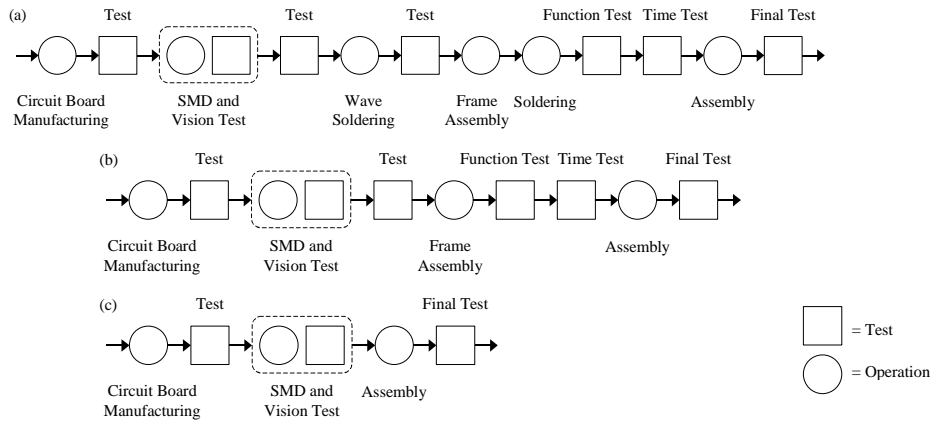 (a)
Test
Test
Test
Function Test
Time Test
Final Test
Circuit Board
Manufacturing
SMD and
Vision Test
Wave
Soldering
Frame
Assembly
Soldering
Assembly
(b)
Test
Test
Function Test
Time Test
Final Test
Circuit Board
Manufacturing
SMD and
Vision Test
Frame
Assembly
Assembly
(c)
Test
Final Test
Circuit Board
Manufacturing
SMD and
Vision Test
Assembly
= Test
= Operation